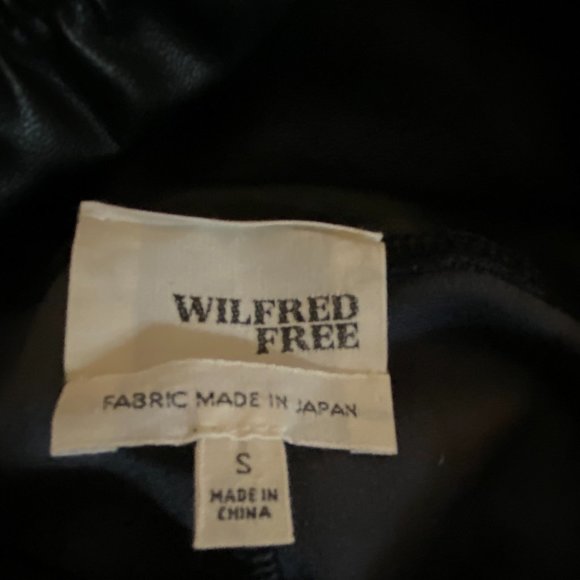 WILFRED
FREE
FABRIC MADE IN JAPAN
S
MADE IN
CHINA